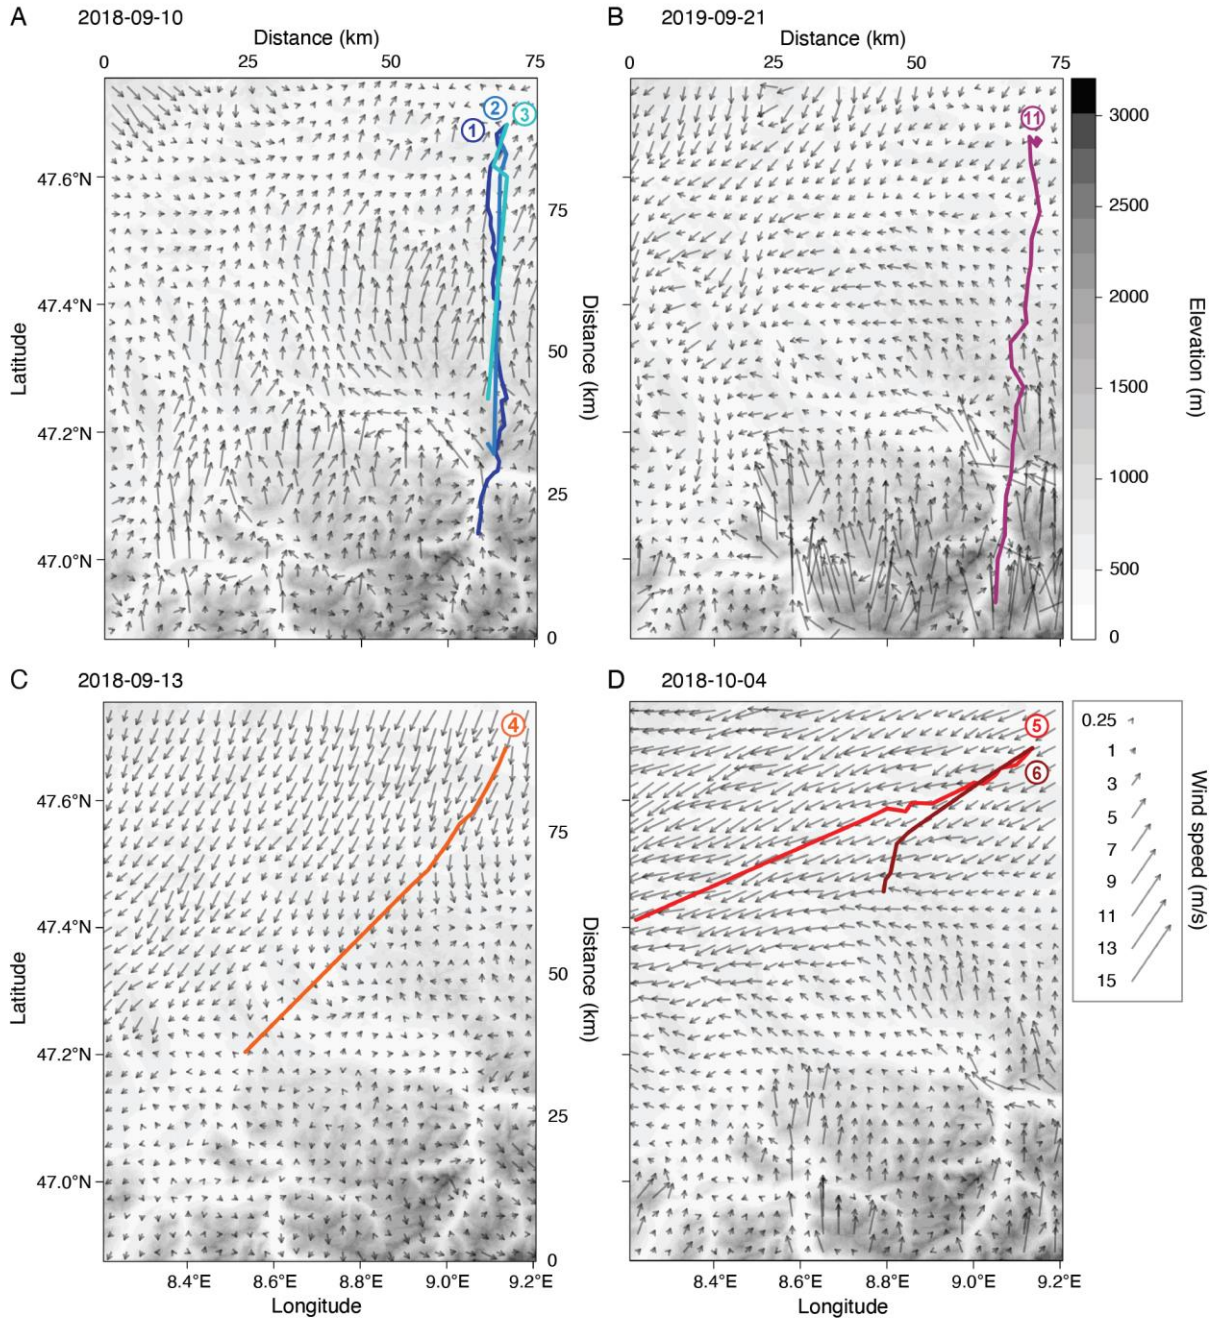 A 2018-09-10
Distance (km)
0 25 50 75
B 2019-09-21
Distance (km)
0 25 50 75
1 2 3
11
Latitude
47.6°N
47.4°N
47.2°N
47.0°N
Distance (km)
75
50
25
0
Elevation (m)
3000
2500
2000
1500
1000
500
0
C 2018-09-13
4
Latitude
47.6°N
47.4°N
47.2°N
47.0°N
Distance (km)
75
50
25
0
8.4°E 8.6°E 8.8°E 9.0°E 9.2°E
Longitude
D 2018-10-04
5
6
8.4°E 8.6°E 8.8°E 9.0°E 9.2°E
Longitude
Wind speed (m/s)
0.25
1
3
5
7
9
11
13
15